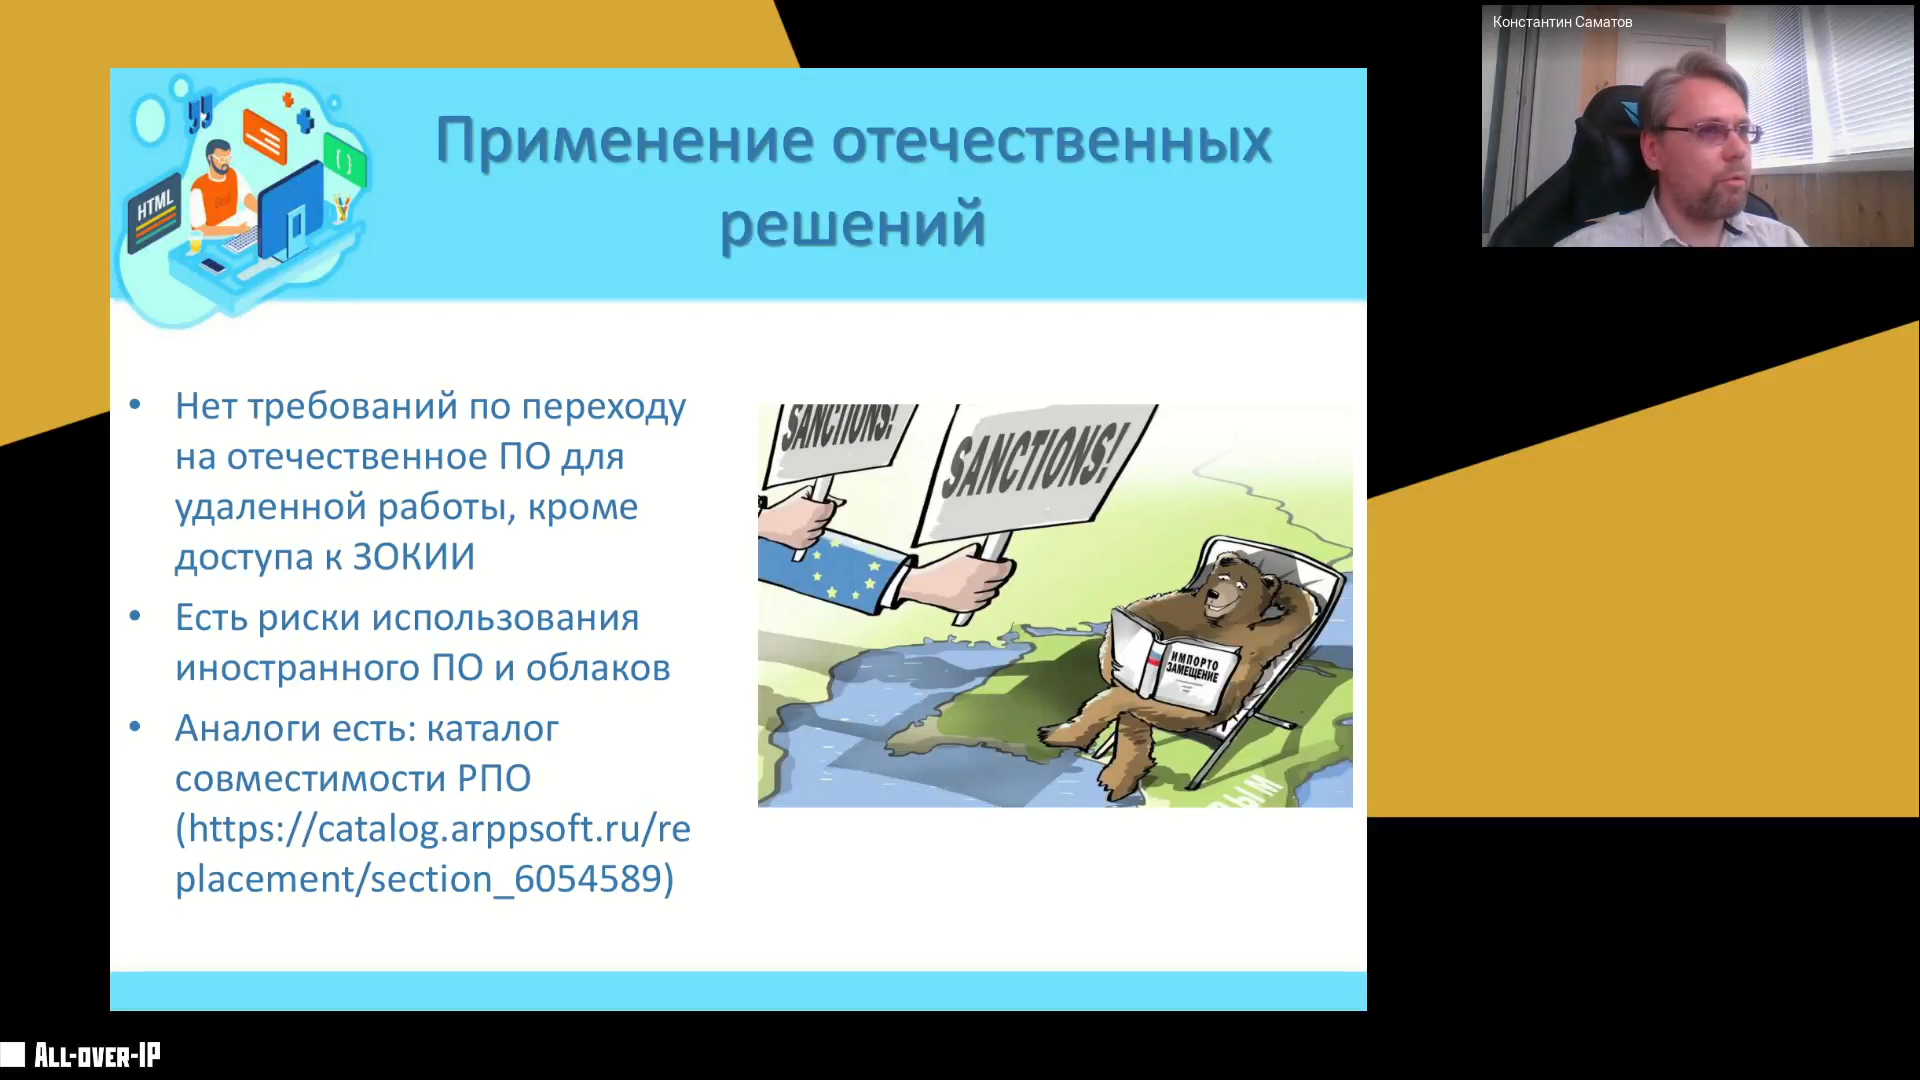 Константин Саматов
HTML
Применение отечественных
решений
• Нет требований по переходу
на отечественное ПО для
удаленной работы, кроме
доступа к ЗОКИИ
• Есть риски использования
иностранного ПО и облаков
• Аналоги есть: каталог
совместимости РПО
(https://catalog.arppsoft.ru/re
placement/section_6054589)
SANCTIONS!
SANCTIONS!
ИМПОРТО
ЗАМЕЩЕНИЕ
ALL-OVER-IP